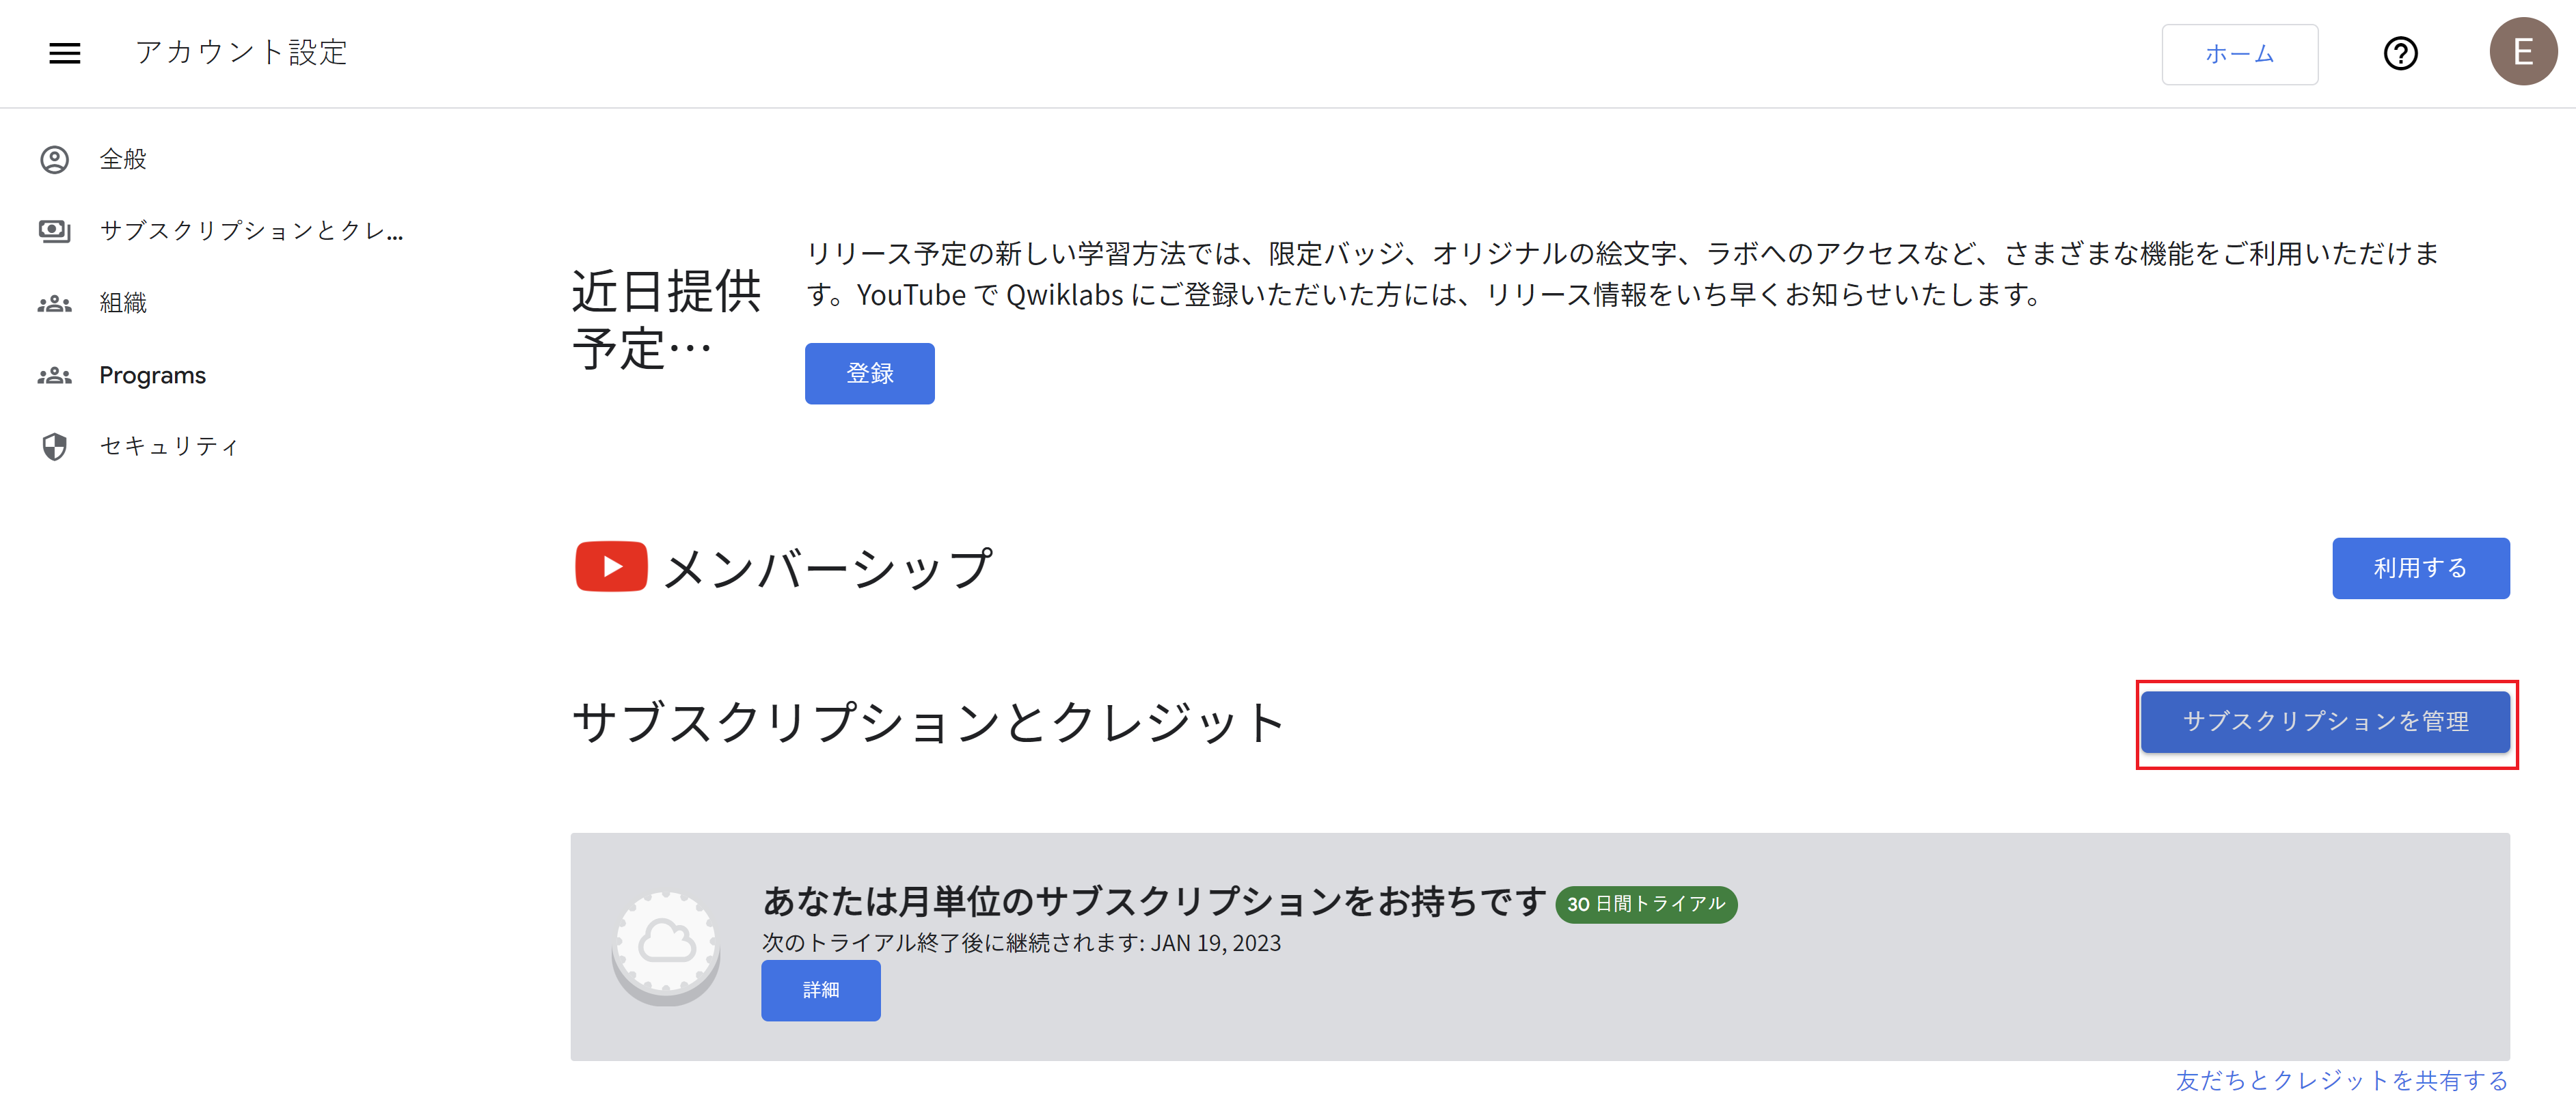 アカウント設定
ホーム
E
全般
サブスクリプションとクレ...
組織
Programs
セキュリティ
近日提供
予定…
リリース予定の新しい学習方法では、限定バッジ、オリジナルの絵文字、ラボへのアクセスなど、さまざまな機能をご利用いただけま
す。YouTube で Qwiklabs にご登録いただいた方には、リリース情報をいち早くお知らせいたします。
登録
メンバーシップ
利用する
サブスクリプションとクレジット
サブスクリプションを管理
あなたは月単位のサブスクリプションをお持ちです 30 日間トライアル
次のトライアル終了後に継続されます: JAN 19, 2023
詳細
友だちとクレジットを共有する